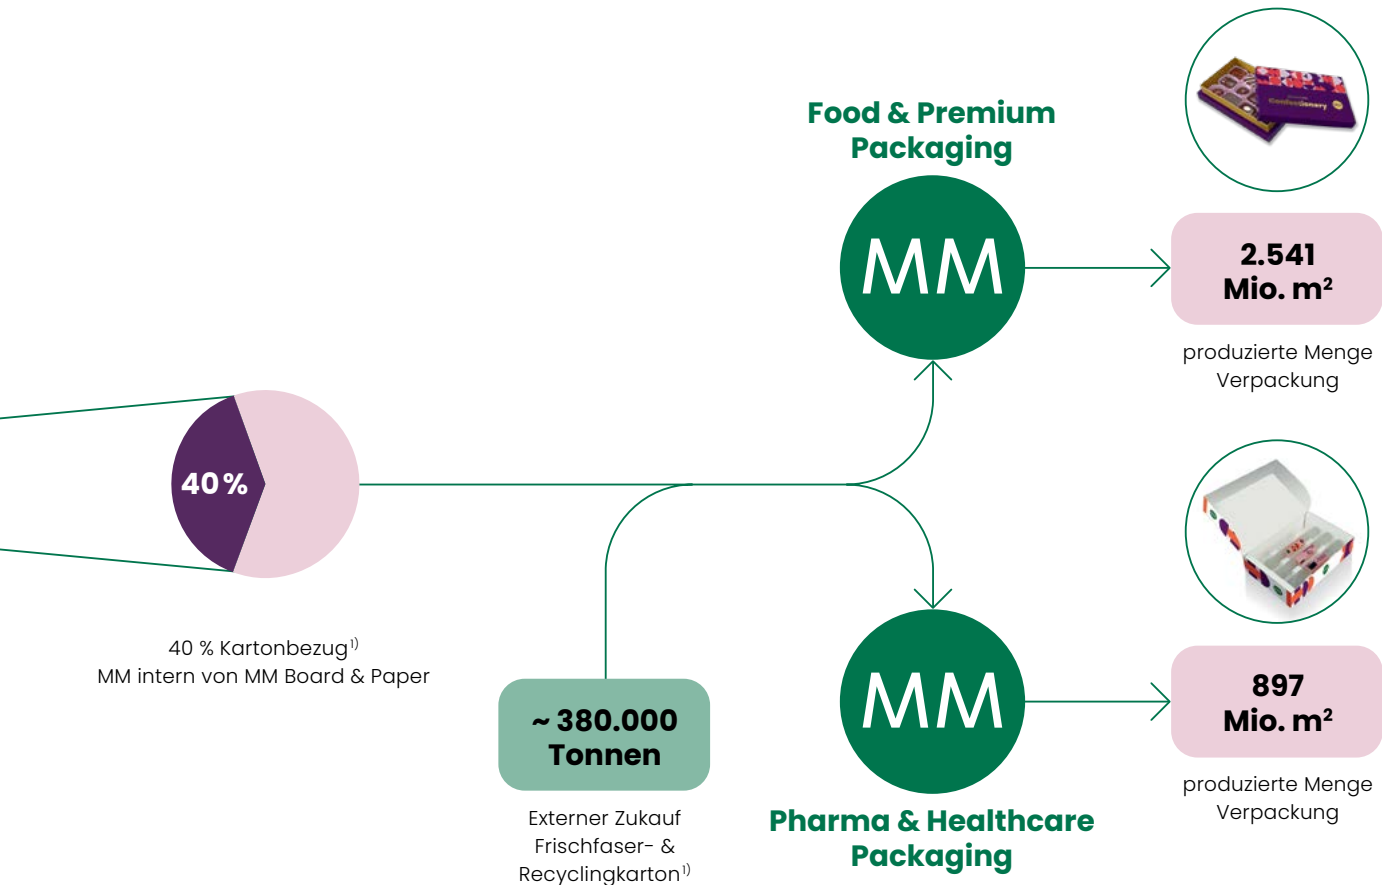 Food & Premium
Packaging
MM
Confectionery
2.541
Mio. m²
produzierte Menge
Verpackung
40 %
40 % Kartonbezug¹⁾
MM intern von MM Board & Paper
~ 380.000
Tonnen
Externer Zukauf
Frischfaser- &
Recyclingkarton¹⁾
MM
Pharma & Healthcare
Packaging
897
Mio. m²
produzierte Menge
Verpackung